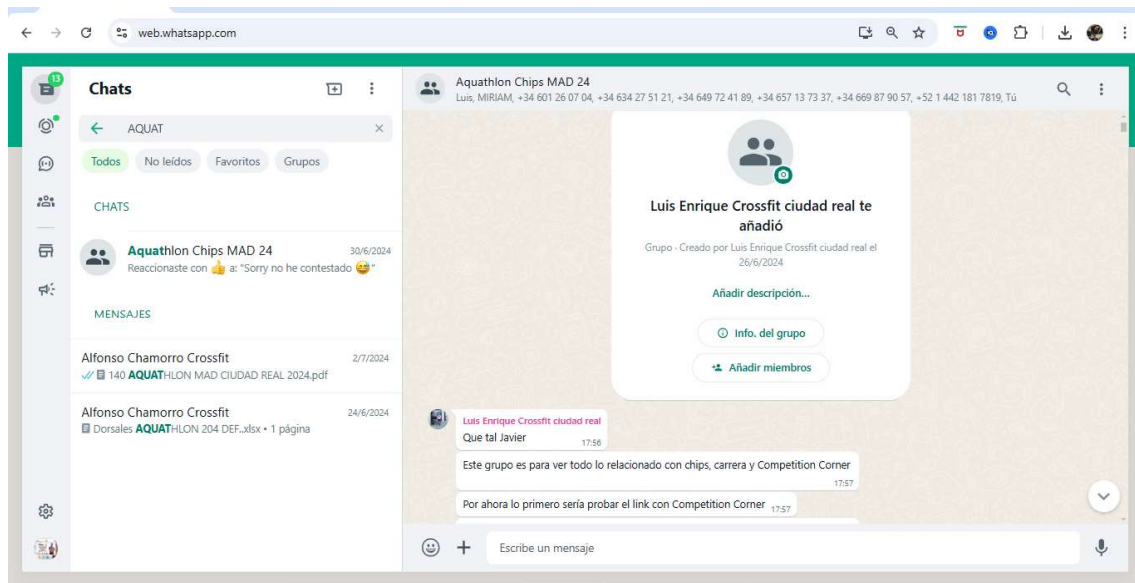 web.whatsapp.com
13
Chats
AQUAT
Todos No leídos Favoritos Grupos
CHATS
Aquathlon Chips MAD 24 30/6/2024
Reaccionaste con 👍 a: "Sorry no he contestado 😅"
MENSAJES
Alfonso Chamorro Crossfit 2/7/2024
140 AQUATHLON MAD CIUDAD REAL 2024.pdf
Alfonso Chamorro Crossfit 24/6/2024
Dorsales AQUATHLON 204 DEF..xlsx • 1 página
Aquathlon Chips MAD 24
Luis, MIRIAM, +34 601 26 07 04, +34 634 27 51 21, +34 649 72 41 89, +34 657 13 73 37, +34 669 87 90 57, +52 1 442 181 7819, Tú
Luis Enrique Crossfit ciudad real te
añadió
Grupo · Creado por Luis Enrique Crossfit ciudad real el
26/6/2024
Añadir descripción...
Info. del grupo
Añadir miembros
Luis Enrique Crossfit ciudad real
Que tal Javier 17:56
Este grupo es para ver todo lo relacionado con chips, carrera y Competition Corner
17:57
Por ahora lo primero sería probar el link con Competition Corner 17:57
Escribe un mensaje